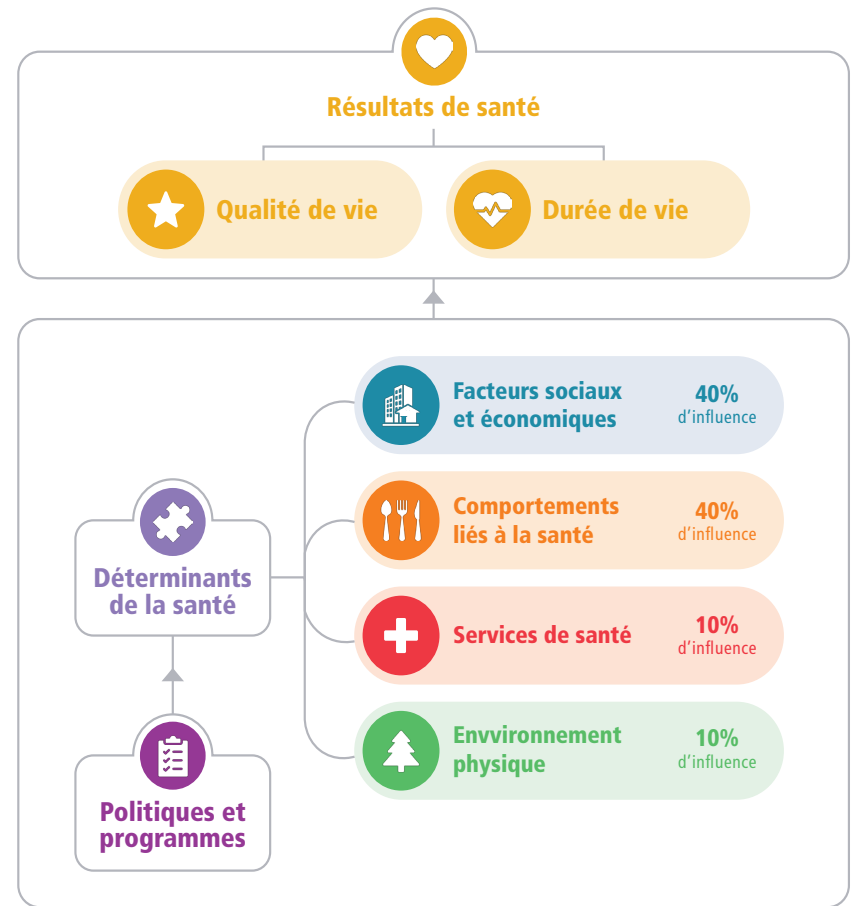 Résultats de santé
Qualité de vie
Durée de vie
Facteurs sociaux
et économiques
40%
d'influence
Comportements
liés à la santé
40%
d'influence
Déterminants
de la santé
Services de santé
10%
d'influence
Envvironnement
physique
10%
d'influence
Politiques et
programmes